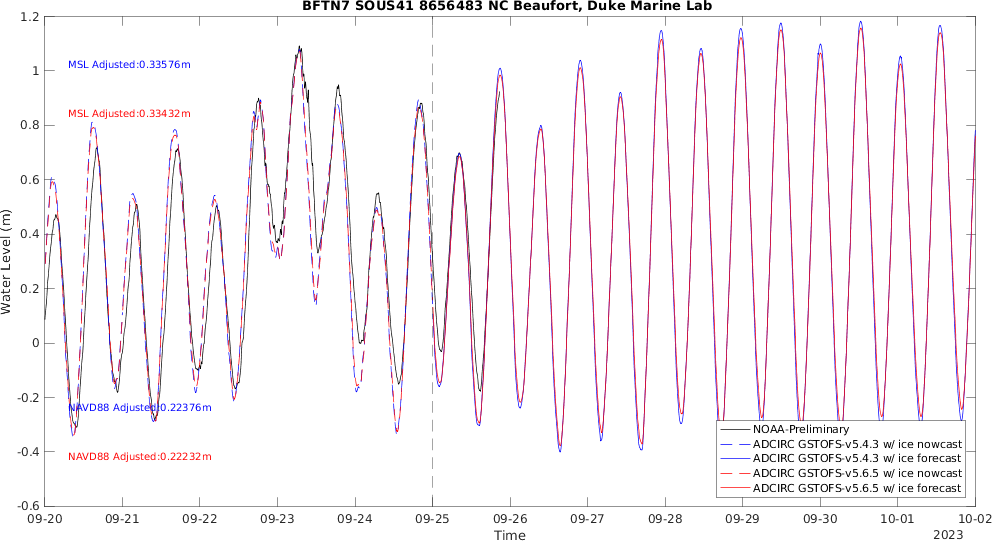 BFTN7 SOUS41 8656483 NC Beaufort, Duke Marine Lab
Water Level (m)
1.2
1
0.8
0.6
0.4
0.2
0
-0.2
-0.4
-0.6
MSL Adjusted:0.33576m
MSL Adjusted:0.33432m
NAVD88 Adjusted:0.22376m
NAVD88 Adjusted:0.22232m
NOAA-Preliminary
ADCIRC GSTOFS-v5.4.3 w/ ice nowcast
ADCIRC GSTOFS-v5.4.3 w/ ice forecast
ADCIRC GSTOFS-v5.6.5 w/ ice nowcast
ADCIRC GSTOFS-v5.6.5 w/ ice forecast
09-20 09-21 09-22 09-23 09-24 09-25 09-26 09-27 09-28 09-29 09-30 10-01 10-02
Time
2023